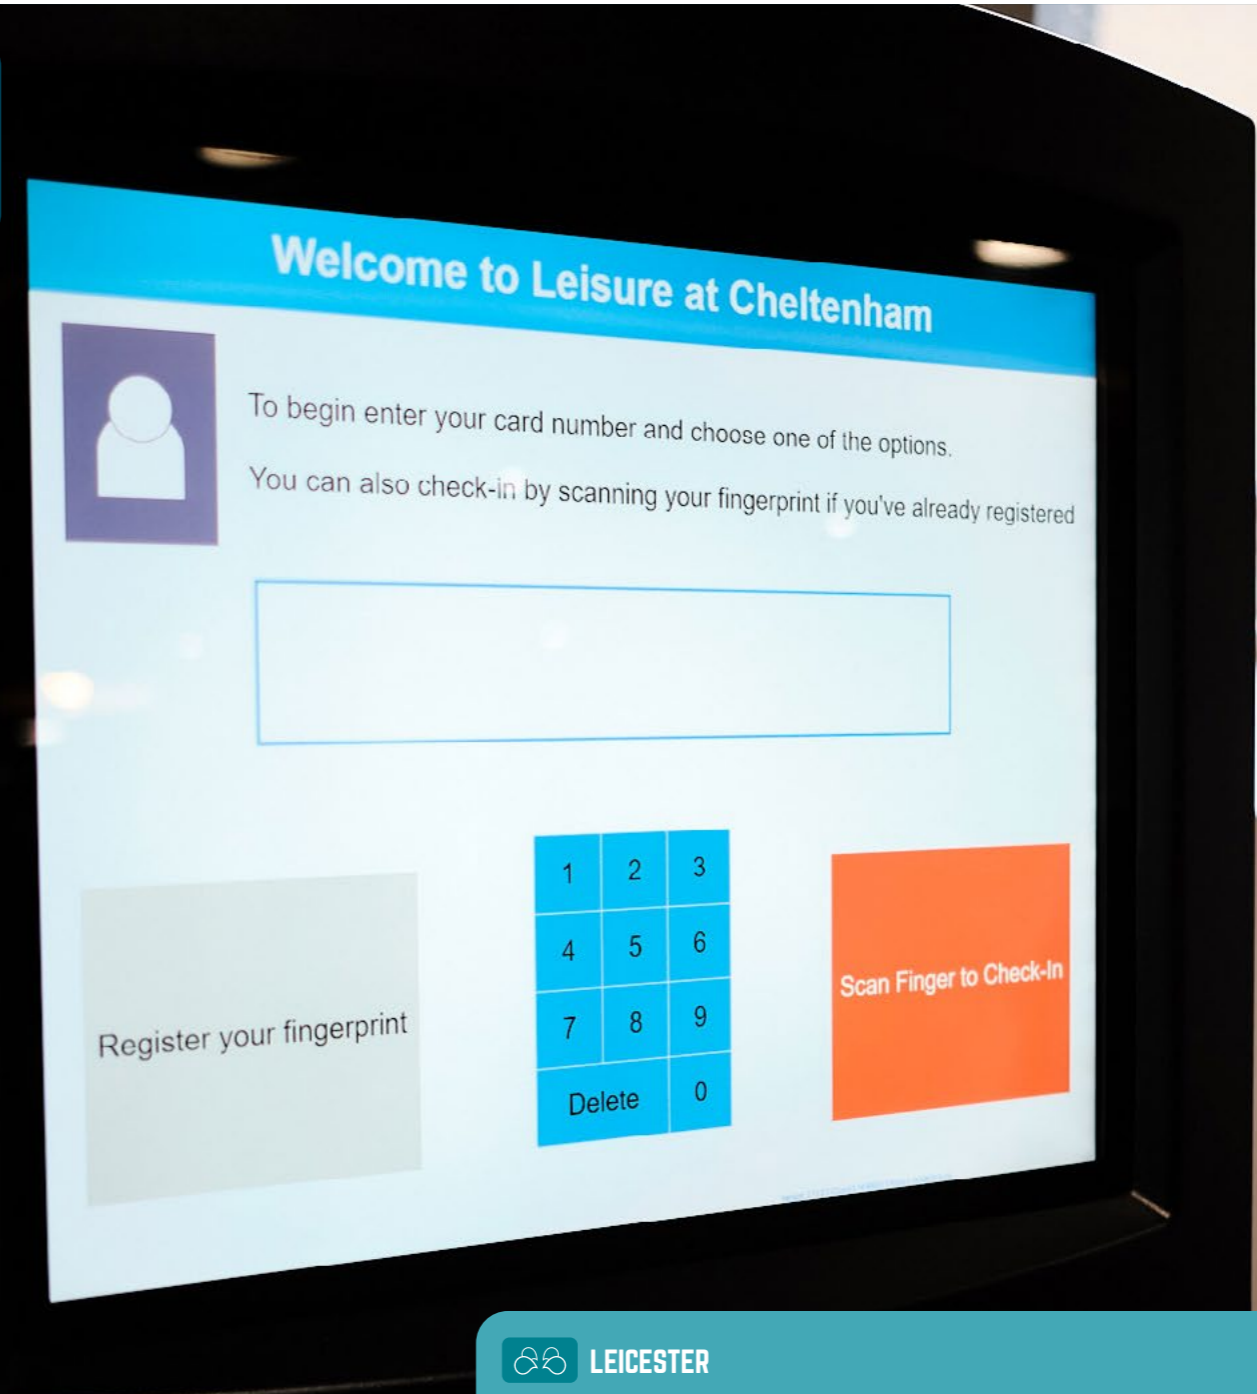 Welcome to Leisure at Cheltenham
To begin enter your card number and choose one of the options.
You can also check-in by scanning your fingerprint if you've already registered
1 2 3
4 5 6
7 8 9
Delete 0
Register your fingerprint
Scan Finger to Check-In
LEICESTER